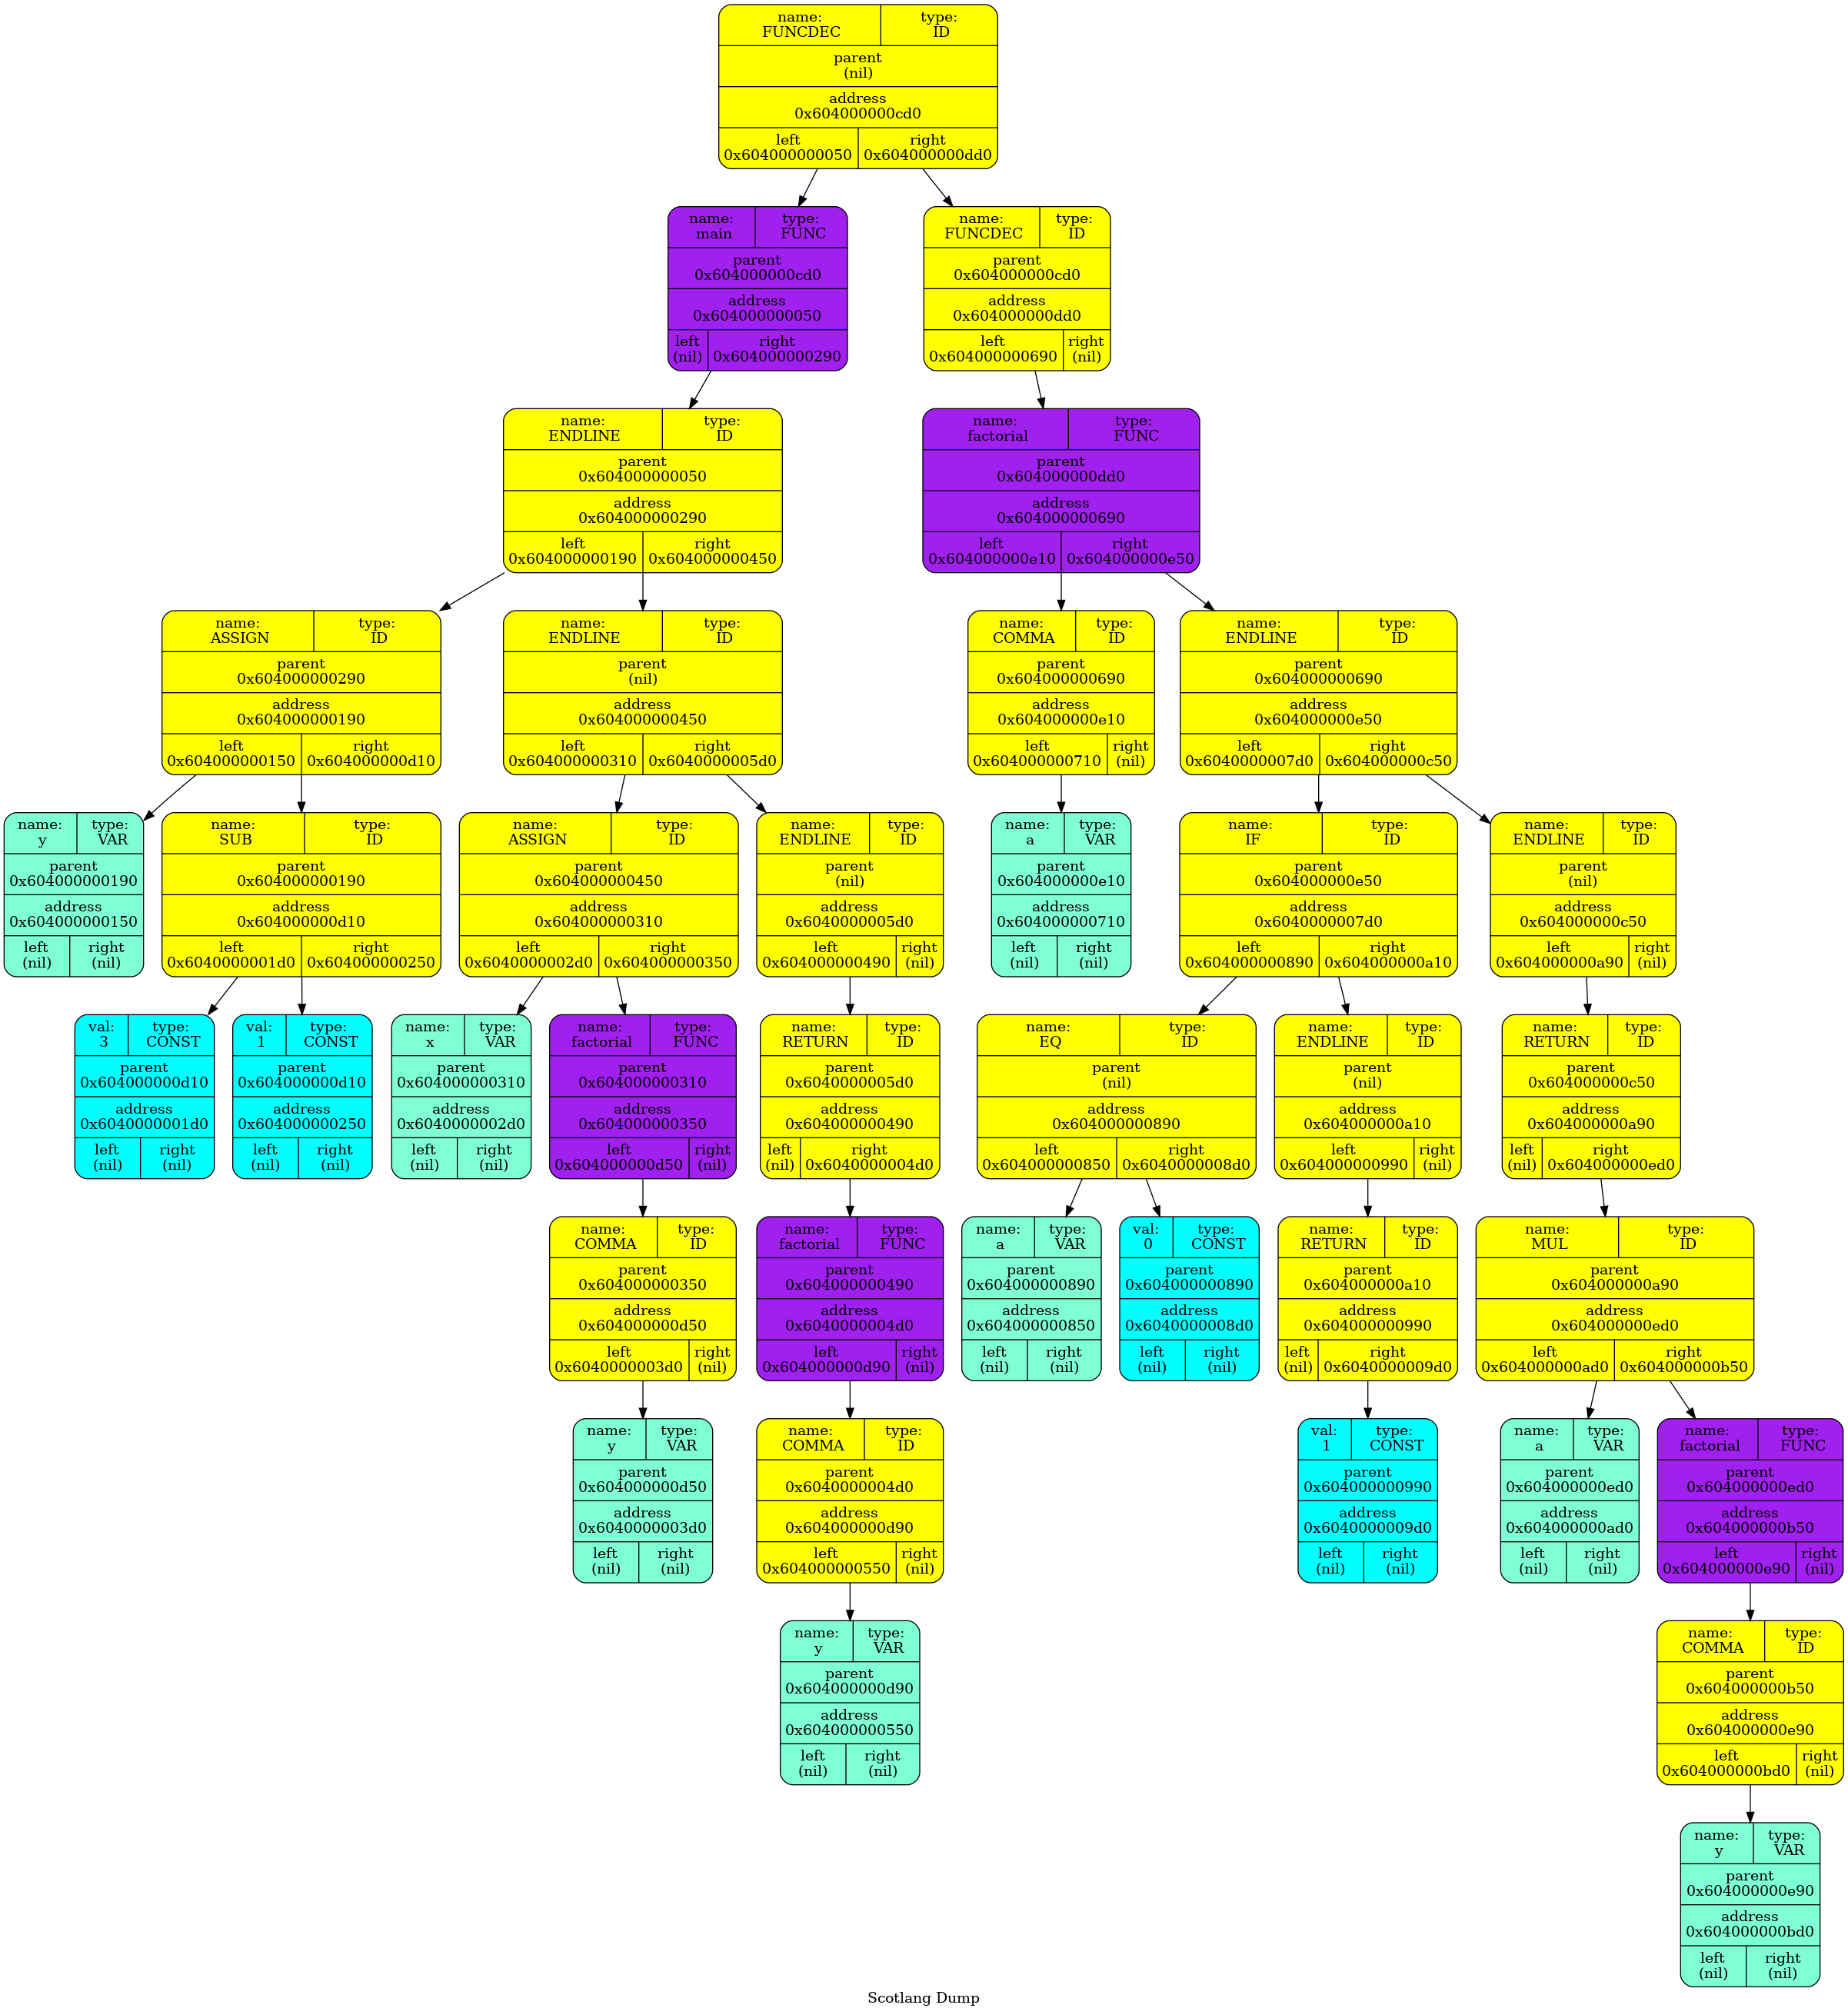 name: type:
FUNCDEC ID
parent
(nil)
address
0x604000000cd0
left right
0x604000000050 0x604000000dd0
name: type:
main FUNC
parent
0x604000000cd0
address
0x604000000050
left right
(nil) 0x604000000290
name: type:
FUNCDEC ID
parent
0x604000000cd0
address
0x604000000dd0
left right
0x604000000690 (nil)
name: type:
ENDLINE ID
parent
0x604000000050
address
0x604000000290
left right
0x604000000190 0x604000000450
name: type:
factorial FUNC
parent
0x604000000dd0
address
0x604000000690
left right
0x604000000e10 0x604000000e50
name: type:
ASSIGN ID
parent
0x604000000290
address
0x604000000190
left right
0x604000000150 0x604000000d10
name: type:
ENDLINE ID
parent
(nil)
address
0x604000000450
left right
0x604000000310 0x6040000005d0
name: type:
COMMA ID
parent
0x604000000690
address
0x604000000e10
left right
0x604000000710 (nil)
name: type:
ENDLINE ID
parent
0x604000000690
address
0x604000000e50
left right
0x6040000007d0 0x604000000c50
name: type:
y VAR
parent
0x604000000190
address
0x604000000150
left right
(nil) (nil)
name: type:
SUB ID
parent
0x604000000190
address
0x604000000d10
left right
0x6040000001d0 0x604000000250
name: type:
ASSIGN ID
parent
0x604000000450
address
0x604000000310
left right
0x6040000002d0 0x604000000350
name: type:
ENDLINE ID
parent
(nil)
address
0x6040000005d0
left right
0x604000000490 (nil)
name: type:
a VAR
parent
0x604000000e10
address
0x604000000710
left right
(nil) (nil)
name: type:
IF ID
parent
0x604000000e50
address
0x6040000007d0
left right
0x604000000890 0x604000000a10
name: type:
ENDLINE ID
parent
(nil)
address
0x604000000c50
left right
0x604000000a90 (nil)
val: type:
3 CONST
parent
0x604000000d10
address
0x6040000001d0
left right
(nil) (nil)
val: type:
1 CONST
parent
0x604000000d10
address
0x604000000250
left right
(nil) (nil)
name: type:
x VAR
parent
0x604000000310
address
0x6040000002d0
left right
(nil) (nil)
name: type:
factorial FUNC
parent
0x604000000310
address
0x604000000350
left right
0x604000000d50 (nil)
name: type:
RETURN ID
parent
0x6040000005d0
address
0x604000000490
left right
(nil) 0x6040000004d0
name: type:
EQ ID
parent
(nil)
address
0x604000000890
left right
0x604000000850 0x6040000008d0
name: type:
ENDLINE ID
parent
(nil)
address
0x604000000a10
left right
0x604000000990 (nil)
name: type:
RETURN ID
parent
0x604000000c50
address
0x604000000a90
left right
(nil) 0x604000000ed0
name: type:
COMMA ID
parent
0x604000000350
address
0x604000000d50
left right
0x6040000003d0 (nil)
name: type:
factorial FUNC
parent
0x604000000490
address
0x6040000004d0
left right
0x604000000d90 (nil)
name: type:
a VAR
parent
0x604000000890
address
0x604000000850
left right
(nil) (nil)
val: type:
0 CONST
parent
0x604000000890
address
0x6040000008d0
left right
(nil) (nil)
name: type:
RETURN ID
parent
0x604000000a10
address
0x604000000990
left right
(nil) 0x6040000009d0
name: type:
MUL ID
parent
0x604000000a90
address
0x604000000ed0
left right
0x604000000ad0 0x604000000b50
name: type:
y VAR
parent
0x604000000d50
address
0x6040000003d0
left right
(nil) (nil)
name: type:
COMMA ID
parent
0x6040000004d0
address
0x604000000d90
left right
0x604000000550 (nil)
val: type:
1 CONST
parent
0x604000000990
address
0x6040000009d0
left right
(nil) (nil)
name: type:
a VAR
parent
0x604000000ed0
address
0x604000000ad0
left right
(nil) (nil)
name: type:
factorial FUNC
parent
0x604000000ed0
address
0x604000000b50
left right
0x604000000e90 (nil)
name: type:
y VAR
parent
0x604000000d90
address
0x604000000550
left right
(nil) (nil)
name: type:
COMMA ID
parent
0x604000000b50
address
0x604000000e90
left right
0x604000000bd0 (nil)
name: type:
y VAR
parent
0x604000000e90
address
0x604000000bd0
left right
(nil) (nil)
Scotlang Dump